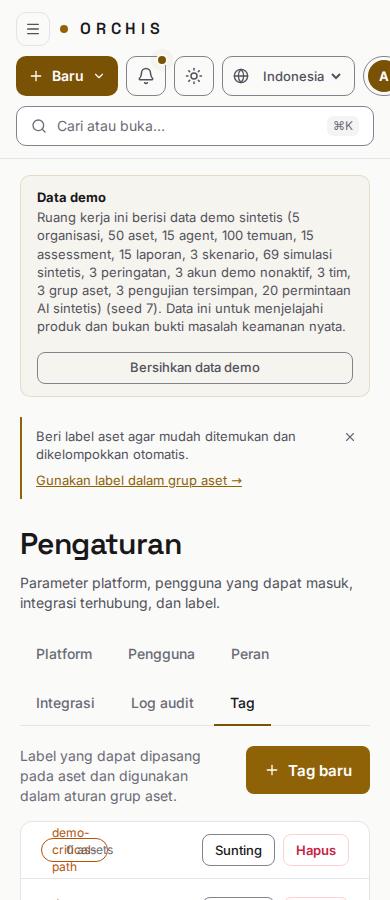 ORCHIS
Baru
Indonesia
A
Cari atau buka...
⌘K
Data demo
Ruang kerja ini berisi data demo sintetis (5
organisasi, 50 aset, 15 agent, 100 temuan, 15
assessment, 15 laporan, 3 skenario, 69 simulasi
sintetis, 3 peringatan, 3 akun demo nonaktif, 3 tim,
3 grup aset, 3 pengujian tersimpan, 20 permintaan
AI sintetis) (seed 7). Data ini untuk menjelajahi
produk dan bukan bukti masalah keamanan nyata.
Bersihkan data demo
Beri label aset agar mudah ditemukan dan
dikelompokkan otomatis.
Gunakan label dalam grup aset →
Pengaturan
Parameter platform, pengguna yang dapat masuk,
integrasi terhubung, dan label.
Platform
Pengguna
Peran
Integrasi
Log audit
Tag
Label yang dapat dipasang
pada aset dan digunakan
dalam aturan grup aset.
Tag baru
demo-
path
Sunting
Hapus